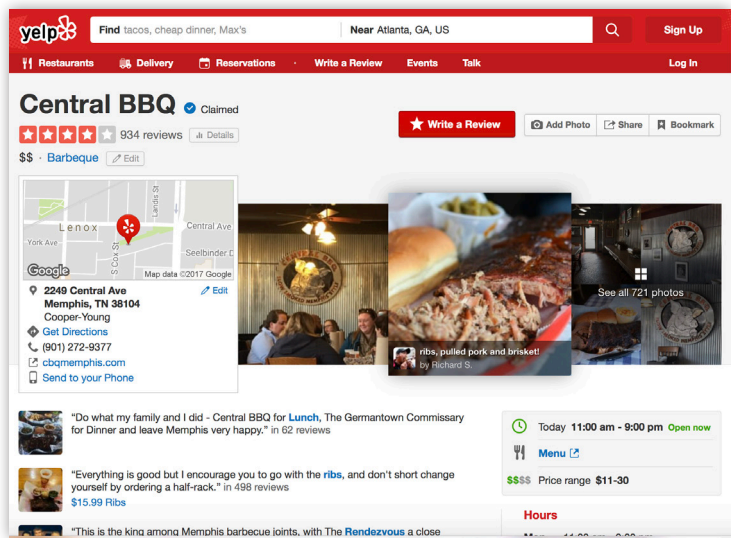 yelp
Find tacos, cheap dinner, Max's
Near Atlanta, GA, US
Sign Up
Restaurants Delivery Reservations · Write a Review Events Talk Log In
Central BBQ Claimed
934 reviews Details
$$ · Barbeque Edit
Write a Review
Add Photo Share Bookmark
Landis St
Lenox
Central Ave
York Ave
S Cox St
Seelbinder
Google
Map data ©2017 Google
2249 Central Ave Edit
Memphis, TN 38104
Cooper-Young
Get Directions
(901) 272-9377
cbqmemphis.com
Send to your Phone
ribs, pulled pork and brisket!
by Richard S.
See all 721 photos
"Do what my family and I did - Central BBQ for Lunch, The Germantown Commissary
for Dinner and leave Memphis very happy." in 62 reviews
"Everything is good but I encourage you to go with the ribs, and don't short change
yourself by ordering a half-rack." in 498 reviews
$15.99 Ribs
"This is the king among Memphis barbecue joints, with The Rendezvous a close
Today 11:00 am - 9:00 pm Open now
Menu
$$$$ Price range $11-30
Hours